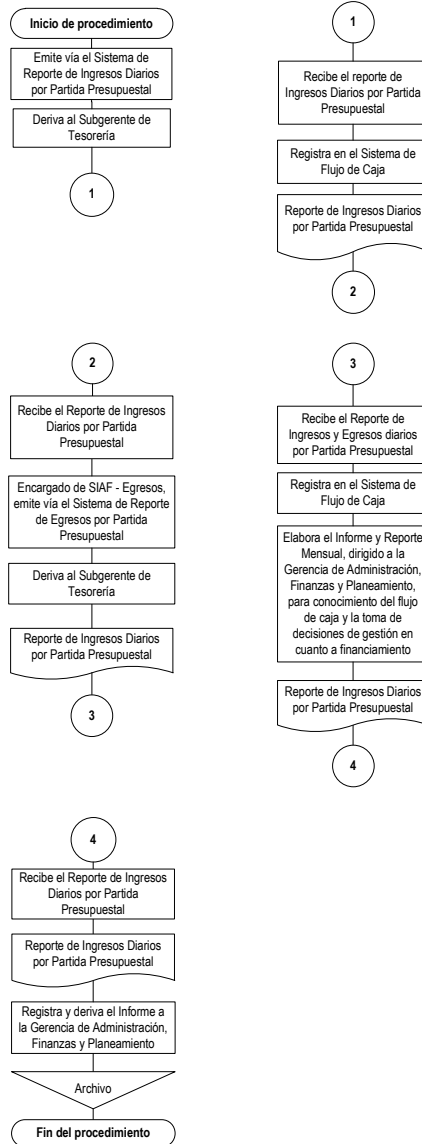 Inicio de procedimiento
Emite vía el Sistema de
Reporte de Ingresos Diarios
por Partida Presupuestal
Deriva al Subgerente de
Tesorería
1
1
Recibe el reporte de
Ingresos Diarios por Partida
Presupuestal
Registra en el Sistema de
Flujo de Caja
Reporte de Ingresos Diarios
por Partida Presupuestal
2
2
Recibe el Reporte de Ingresos
Diarios por Partida
Presupuestal
Encargado de SIAF - Egresos,
emite vía el Sistema de Reporte
de Egresos por Partida
Presupuestal
Deriva al Subgerente de
Tesorería
Reporte de Ingresos Diarios
por Partida Presupuestal
3
3
Recibe el Reporte de
Ingresos y Egresos diarios
por Partida Presupuestal
Registra en el Sistema de
Flujo de Caja
Elabora el Informe y Reporte
Mensual, dirigido a la
Gerencia de Administración,
Finanzas y Planeamiento,
para conocimiento del flujo
de caja y la toma de
decisiones de gestión en
cuanto a financiamiento
Reporte de Ingresos Diarios
por Partida Presupuestal
4
4
Recibe el Reporte de Ingresos
Diarios por Partida
Presupuestal
Reporte de Ingresos Diarios
por Partida Presupuestal
Registra y deriva el Informe a
la Gerencia de Administración,
Finanzas y Planeamiento
Archivo
Fin del procedimiento